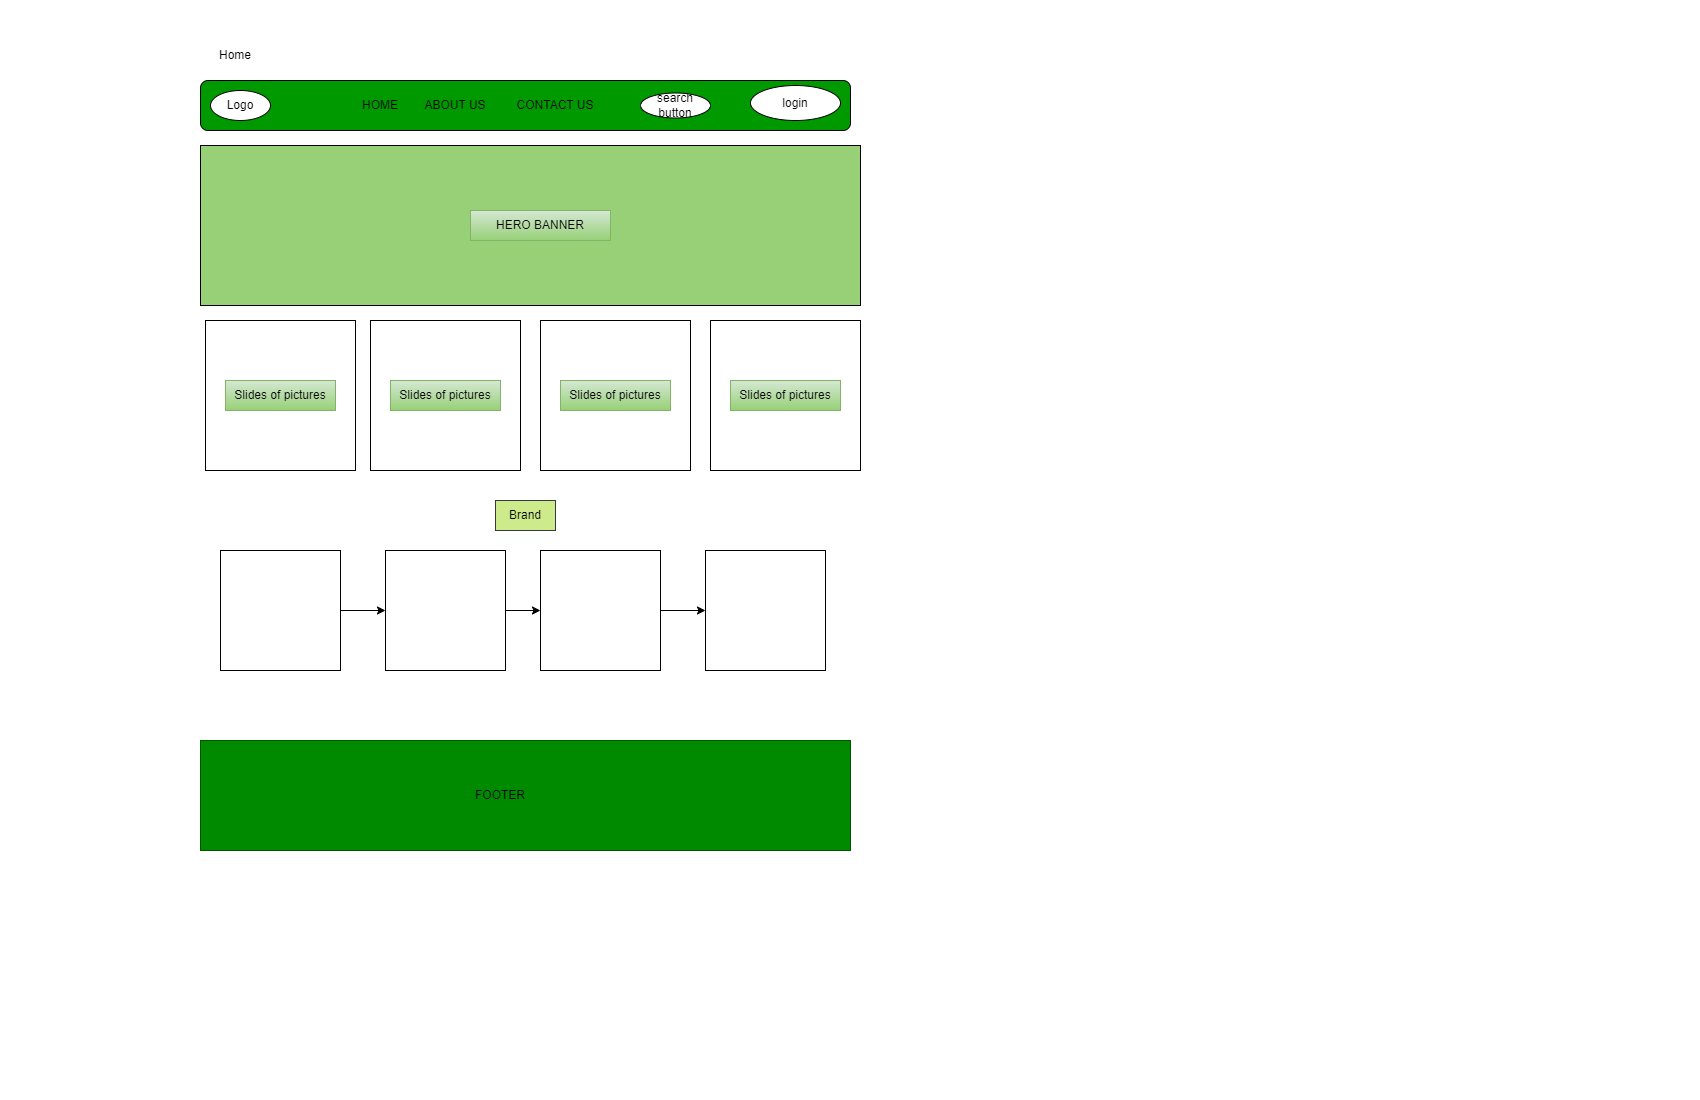 Home
Logo
HOME
ABOUT US
CONTACT US
search
button
login
HERO BANNER
Slides of pictures
Slides of pictures
Slides of pictures
Slides of pictures
Brand
FOOTER